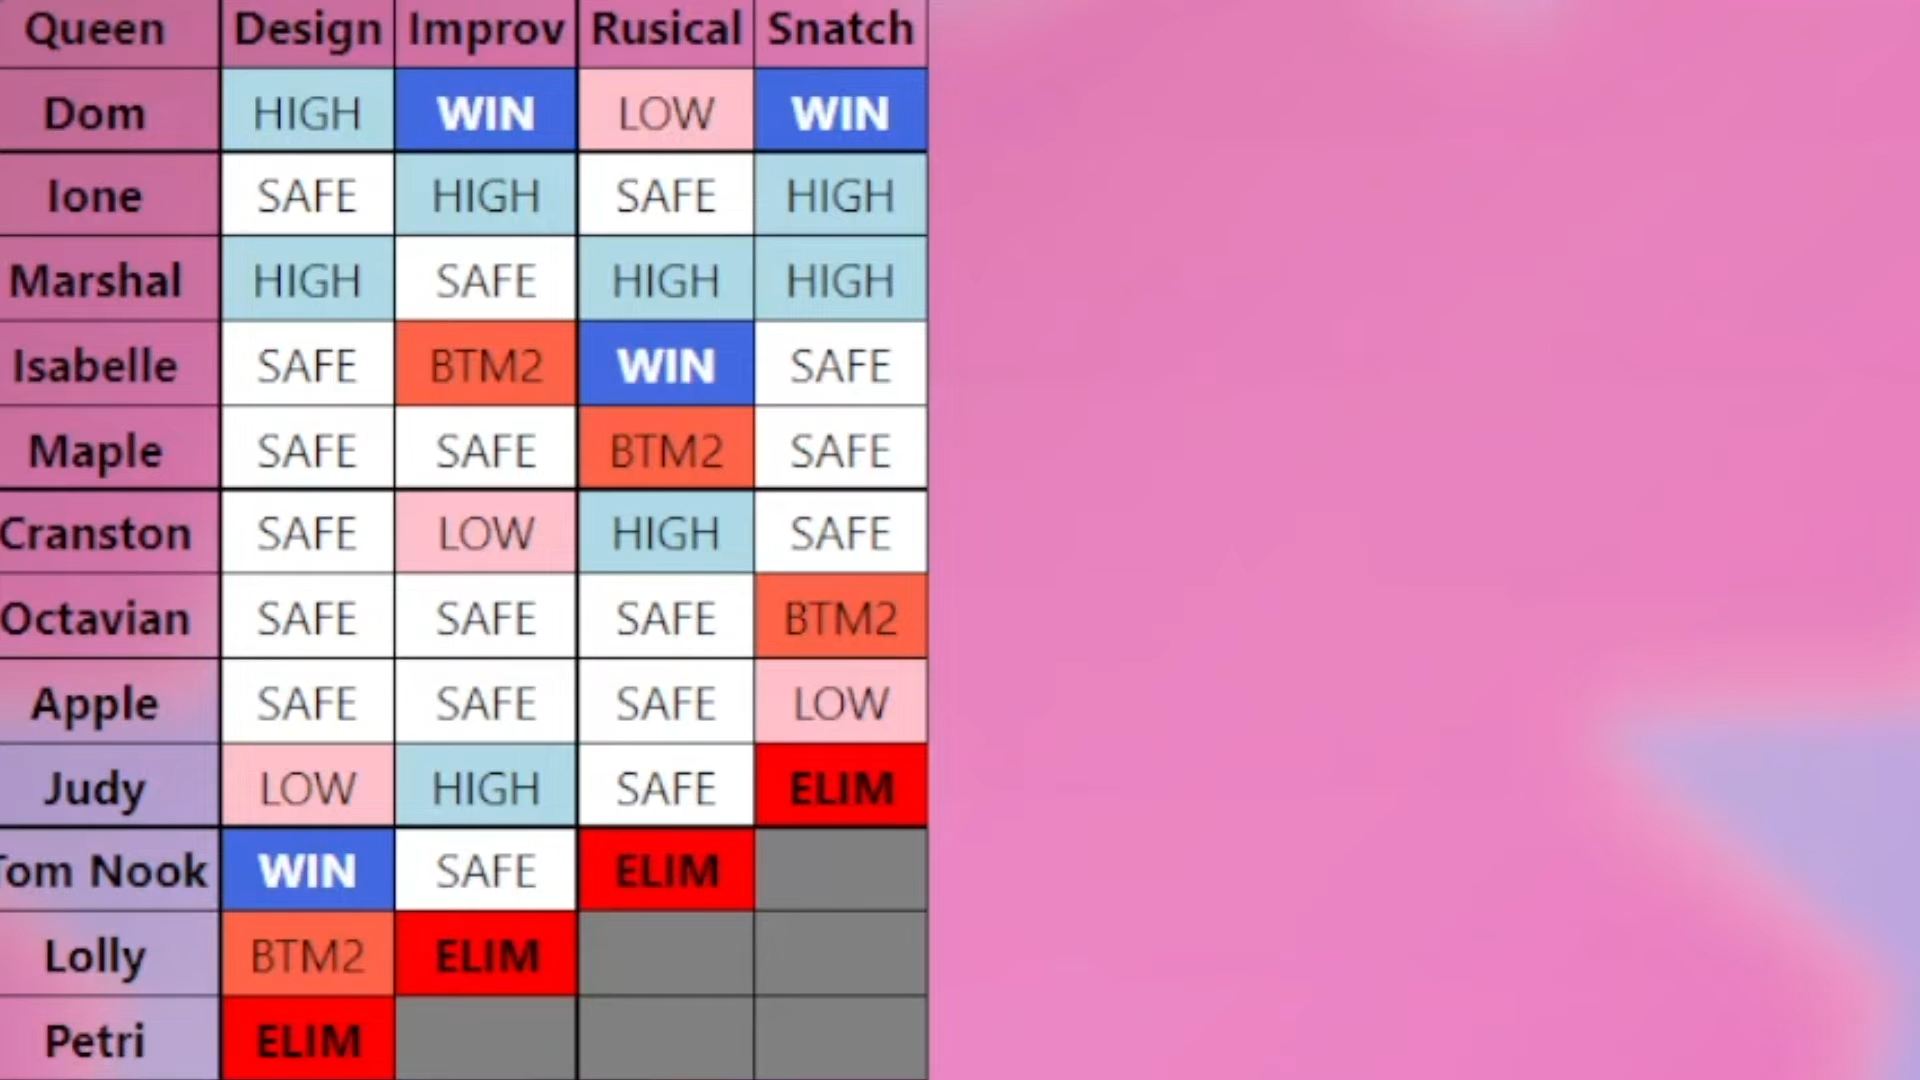 Queen Design Improv Rusical Snatch
Dom HIGH WIN LOW WIN
Ione SAFE HIGH SAFE HIGH
Marshal HIGH SAFE HIGH HIGH
Isabelle SAFE BTM2 WIN SAFE
Maple SAFE SAFE BTM2 SAFE
Cranston SAFE LOW HIGH SAFE
Octavian SAFE SAFE SAFE BTM2
Apple SAFE SAFE SAFE LOW
Judy LOW HIGH SAFE ELIM
Tom Nook WIN SAFE ELIM
Lolly BTM2 ELIM
Petri ELIM